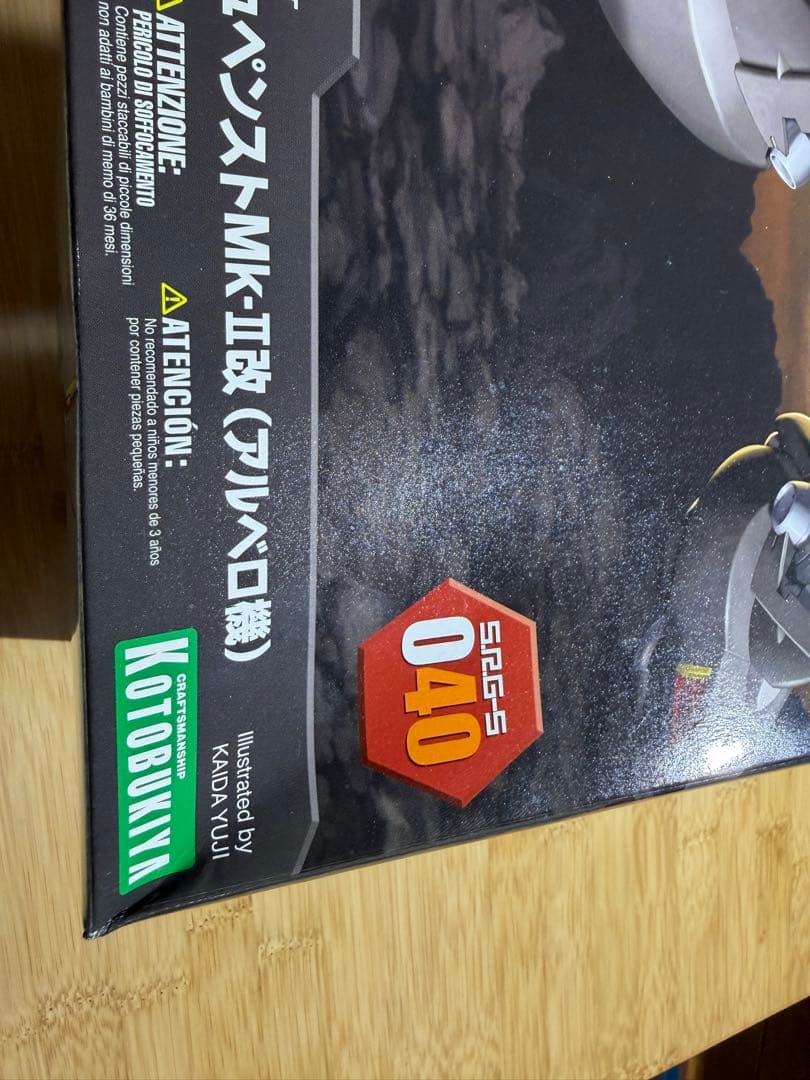 ュペンストMk-II改 (アルベロ機)
ATTENZIONE:
PERICOLO DI SOFFOCAMENTO
Contiene pezzi staccabili di piccole dimensioni
non adatti ai bambini di memo di 36 mesi.
ATENCIÓN:
No recomendado a niños menores de 3 años
por contener piezas pequeñas.
S.R.G-S
040
Illustrated by
KAIDA YUJI
CRAFTSMANSHIP
KOTOBUKIYA